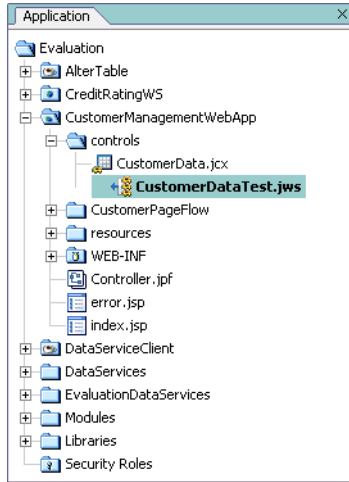 Application
Evaluation
AlterTable
CreditRatingWS
CustomerManagementWebApp
controls
CustomerData.jcx
CustomerDataTest.jws
CustomerPageFlow
resources
WEB-INF
Controller.jpf
error.jsp
index.jsp
DataServiceClient
DataServices
EvaluationDataServices
Modules
Libraries
Security Roles